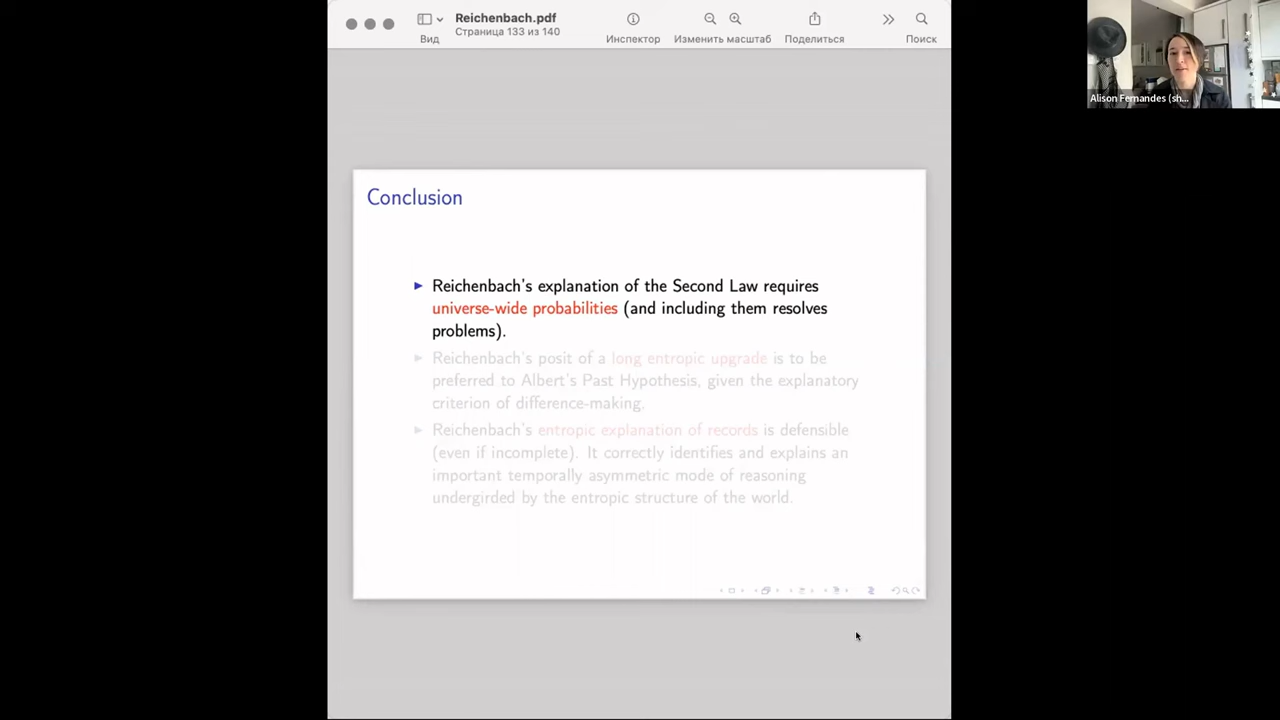 Reichenbach.pdf
Страница 133 из 140
Вид
Инспектор
Изменить масштаб
Поделиться
Поиск
Alison Fernandes (sh...
Conclusion
Reichenbach's explanation of the Second Law requires
universe-wide probabilities (and including them resolves
problems).
Reichenbach's posit of a long entropic upgrade is to be
preferred to Albert's Past Hypothesis, given the explanatory
criterion of difference-making.
Reichenbach's entropic explanation of records is defensible
(even if incomplete). It correctly identifies and explains an
important temporally asymmetric mode of reasoning
undergirded by the entropic structure of the world.